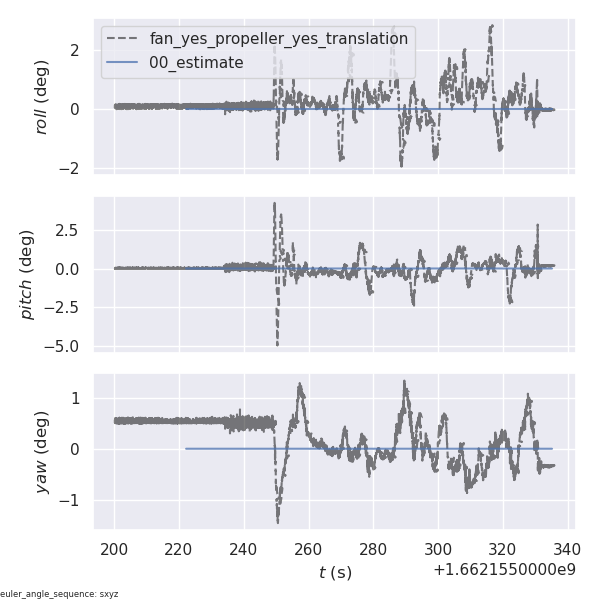 fan_yes_propeller_yes_translation
00_estimate
2
0
−2
roll (deg)
2.5
0.0
−2.5
−5.0
pitch (deg)
1
0
−1
yaw (deg)
200 220 240 260 280 300 320 340
t (s)
+1.6621550000e9
euler_angle_sequence: sxyz